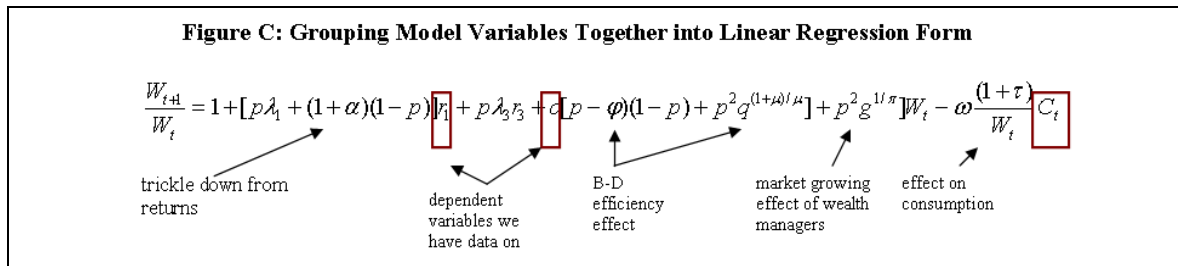 Figure C: Grouping Model Variables Together into Linear Regression Form
W_{t+1}/W_t = 1 + [pλ_1 + (1 + α)(1 − p)]r_1 + pλ_3r_3 + c[p − φ)(1 − p) + p^2q^{(1+μ)/μ}] + p^2g^{1/π}]W_t − ω (1 + τ)/W_t C_t
trickle down from
returns
dependent
variables we
have data on
B-D
efficiency
effect
market growing
effect of wealth
managers
effect on
consumption